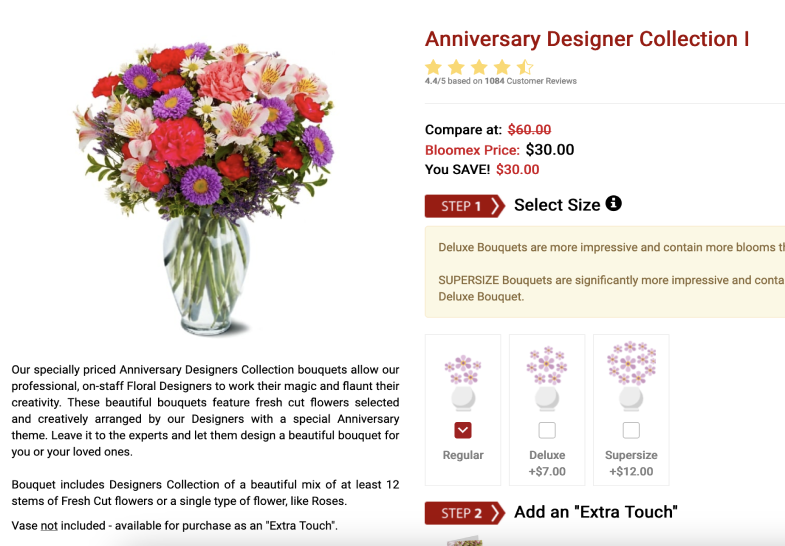 Anniversary Designer Collection I
4.4/5 based on 1084 Customer Reviews
Compare at: $60.00
Bloomex Price: $30.00
You SAVE! $30.00
STEP 1 Select Size
Deluxe Bouquets are more impressive and contain more blooms
SUPERSIZE Bouquets are significantly more impressive and
Deluxe Bouquet.
Regular
Deluxe
+$7.00
Supersize
+$12.00
STEP 2 Add an "Extra Touch"
Our specially priced Anniversary Designers Collection bouquets allow our
professional, on-staff Floral Designers to work their magic and flaunt their
creativity. These beautiful bouquets feature fresh cut flowers selected
and creatively arranged by our Designers with a special Anniversary
theme. Leave it to the experts and let them design a beautiful bouquet for
you or your loved ones.
Bouquet includes Designers Collection of a beautiful mix of at least 12
stems of Fresh Cut flowers or a single type of flower, like Roses.
Vase not included - available for purchase as an "Extra Touch".